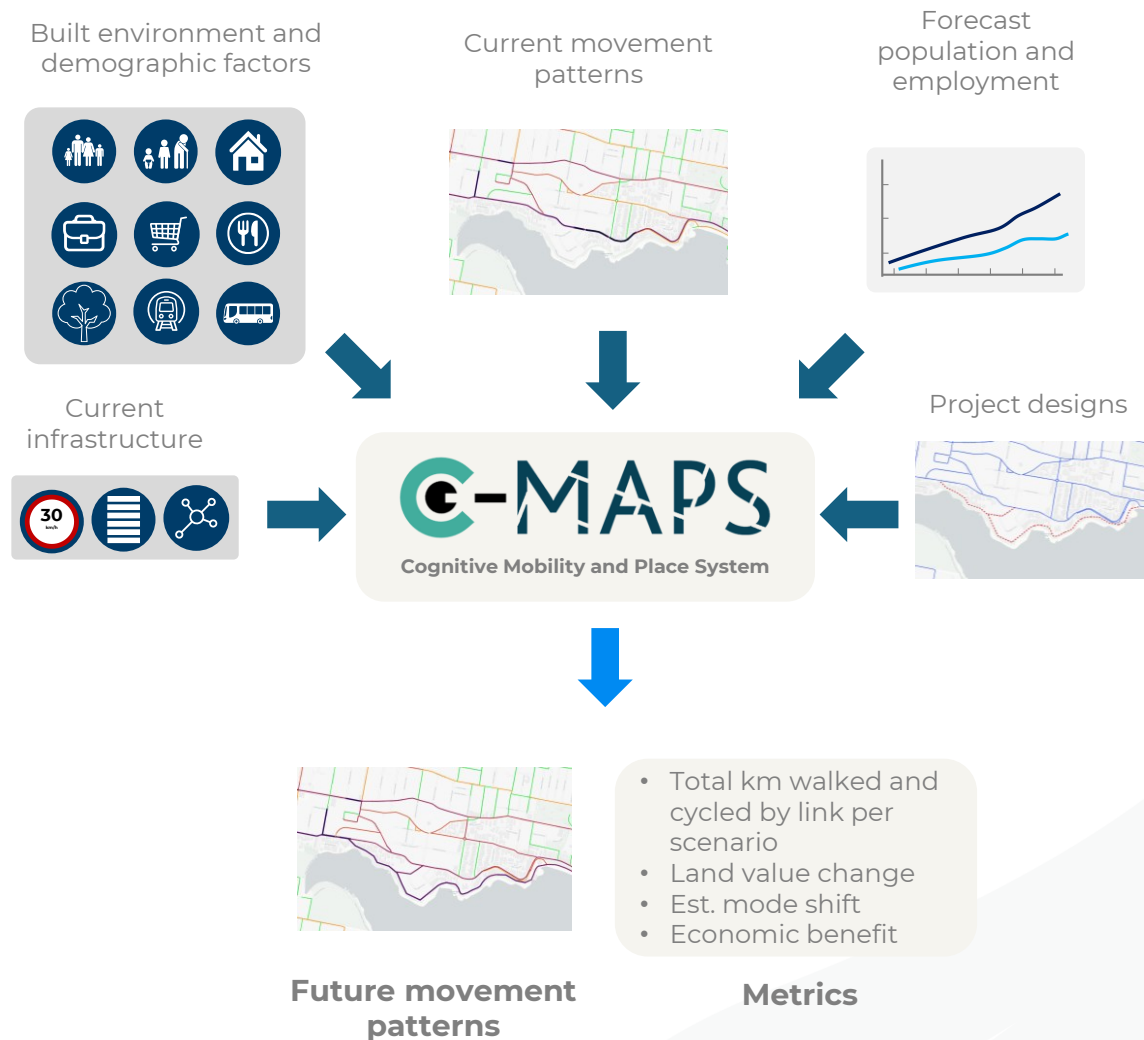 Built environment and
demographic factors
Current movement
patterns
Forecast
population and
employment
Current
infrastructure
30
km/h
Project designs
C-MAPS
Cognitive Mobility and Place System
• Total km walked and
cycled by link per
scenario
• Land value change
• Est. mode shift
• Economic benefit
Future movement
patterns
Metrics